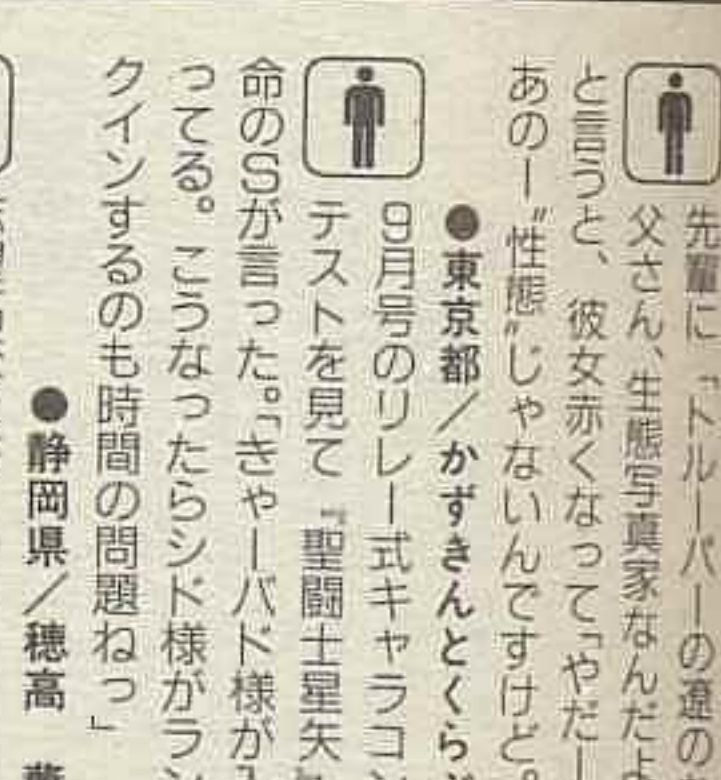 先輩に「トルーパーの遼の
父さん、生態写真家なんだよ
と言うと、彼女赤くなって「やだー
あのー〝性態〟じゃないんですけど。
●東京都／かずきんとくら
9月号のリレー式キャラコン
テストを見て『聖闘士星矢』
命のSが言った。「きゃーバド様が
ってる。こうなったらシド様がラン
クインするのも時間の問題ねっ」
●静岡県／穂高